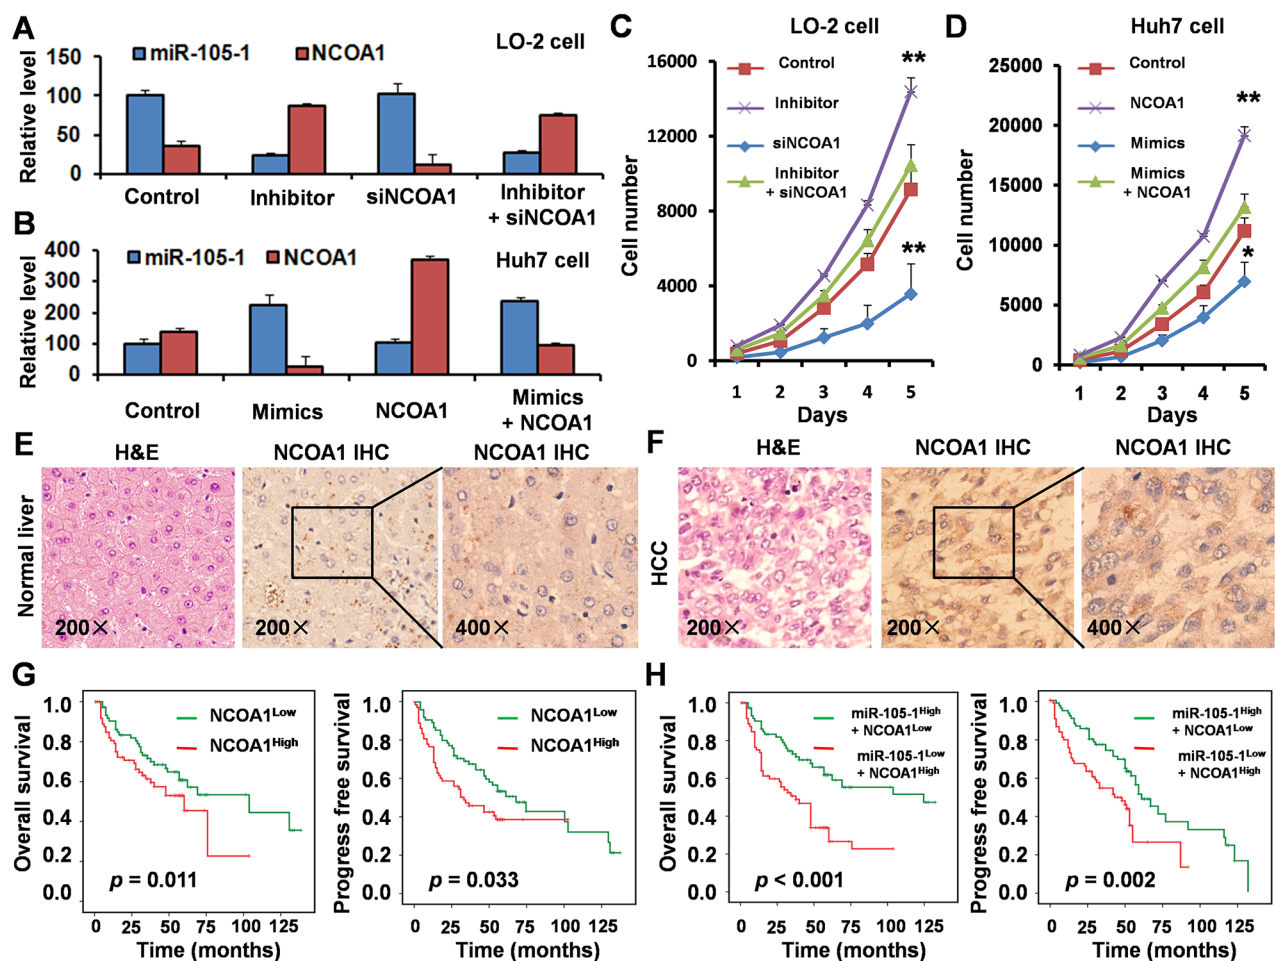 A
miR-105-1
NCOA1
LO-2 cell
Relative level
150
100
50
0
Control
Inhibitor
siNCOA1
Inhibitor
+ siNCOA1
B
miR-105-1
NCOA1
Huh7 cell
Relative level
400
300
200
100
0
Control
Mimics
NCOA1
Mimics
+ NCOA1
C
LO-2 cell
Cell number
16000
12000
8000
4000
0
Control
Inhibitor
siNCOA1
Inhibitor
+ siNCOA1
**
**
1 2 3 4 5
Days
D
Huh7 cell
Cell number
25000
20000
15000
10000
5000
0
Control
NCOA1
Mimics
Mimics
+ NCOA1
**
*
1 2 3 4 5
Days
E
H&E
NCOA1 IHC
NCOA1 IHC
Normal liver
200×
200×
400×
F
H&E
NCOA1 IHC
NCOA1 IHC
HCC
200×
200×
400×
G
Overall survival
1.0
0.8
0.6
0.4
0.2
0.0
NCOA1Low
NCOA1High
p = 0.011
0 25 50 75 100 125
Time (months)
Progress free survival
1.0
0.8
0.6
0.4
0.2
0.0
NCOA1Low
NCOA1High
p = 0.033
0 25 50 75 100 125
Time (months)
H
Overall survival
1.0
0.8
0.6
0.4
0.2
0.0
miR-105-1High
+ NCOA1Low
miR-105-1Low
+ NCOA1High
p < 0.001
0 25 50 75 100 125
Time (months)
Progress free survival
1.0
0.8
0.6
0.4
0.2
0.0
miR-105-1High
+ NCOA1Low
miR-105-1Low
+ NCOA1High
p = 0.002
0 25 50 75 100 125
Time (months)